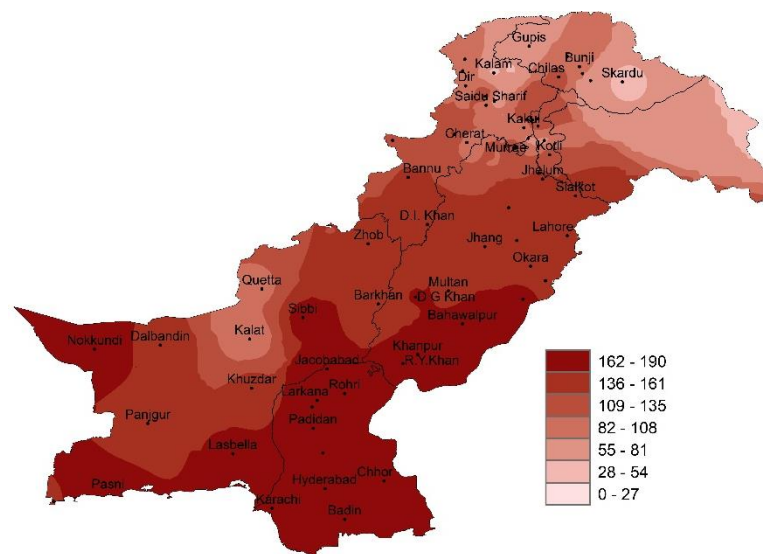 Gupis
Bunji
Kalam
Chilas
Skardu
Dir
Saidu Sharif
Kakul
Cherat
Murree
Kotli
Bannu
Jhelum
Sialkot
D.I. Khan
Zhob
Lahore
Jhang
Okara
Quetta
Multan
Barkhan
D G Khan
Sibbi
Bahawalpur
Nokkundi
Dalbandin
Kalat
Khanpur
R.Y.Khan
Jacobabad
Khuzdar
Rohri
Larkana
Panjgur
Padidan
Lasbella
Pasni
Hyderabad
Chhor
Karachi
Badin
162 - 190
136 - 161
109 - 135
82 - 108
55 - 81
28 - 54
0 - 27